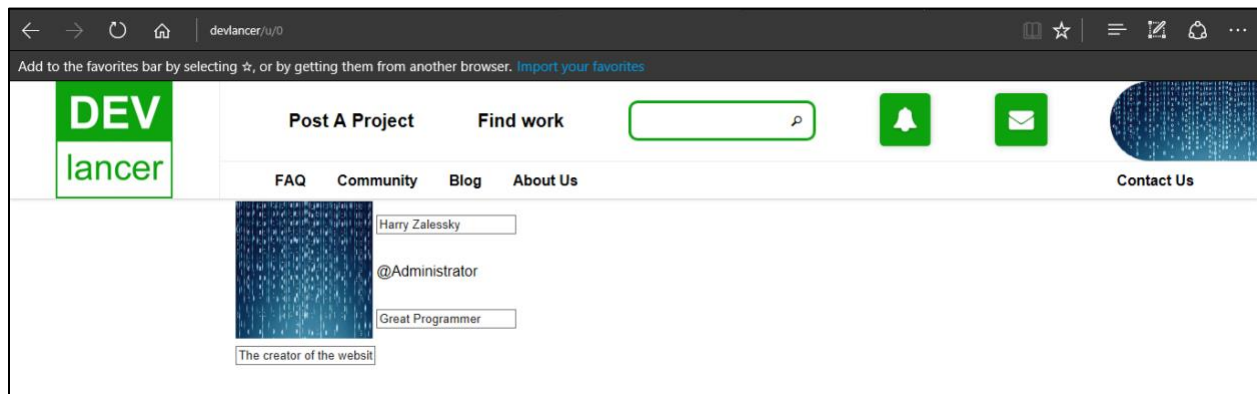 devlancer/u/0
Add to the favorites bar by selecting ☆, or by getting them from another browser. Import your favorites
DEV
lancer
Post A Project
Find work
FAQ
Community
Blog
About Us
Contact Us
Harry Zalessky
@Administrator
Great Programmer
The creator of the websit